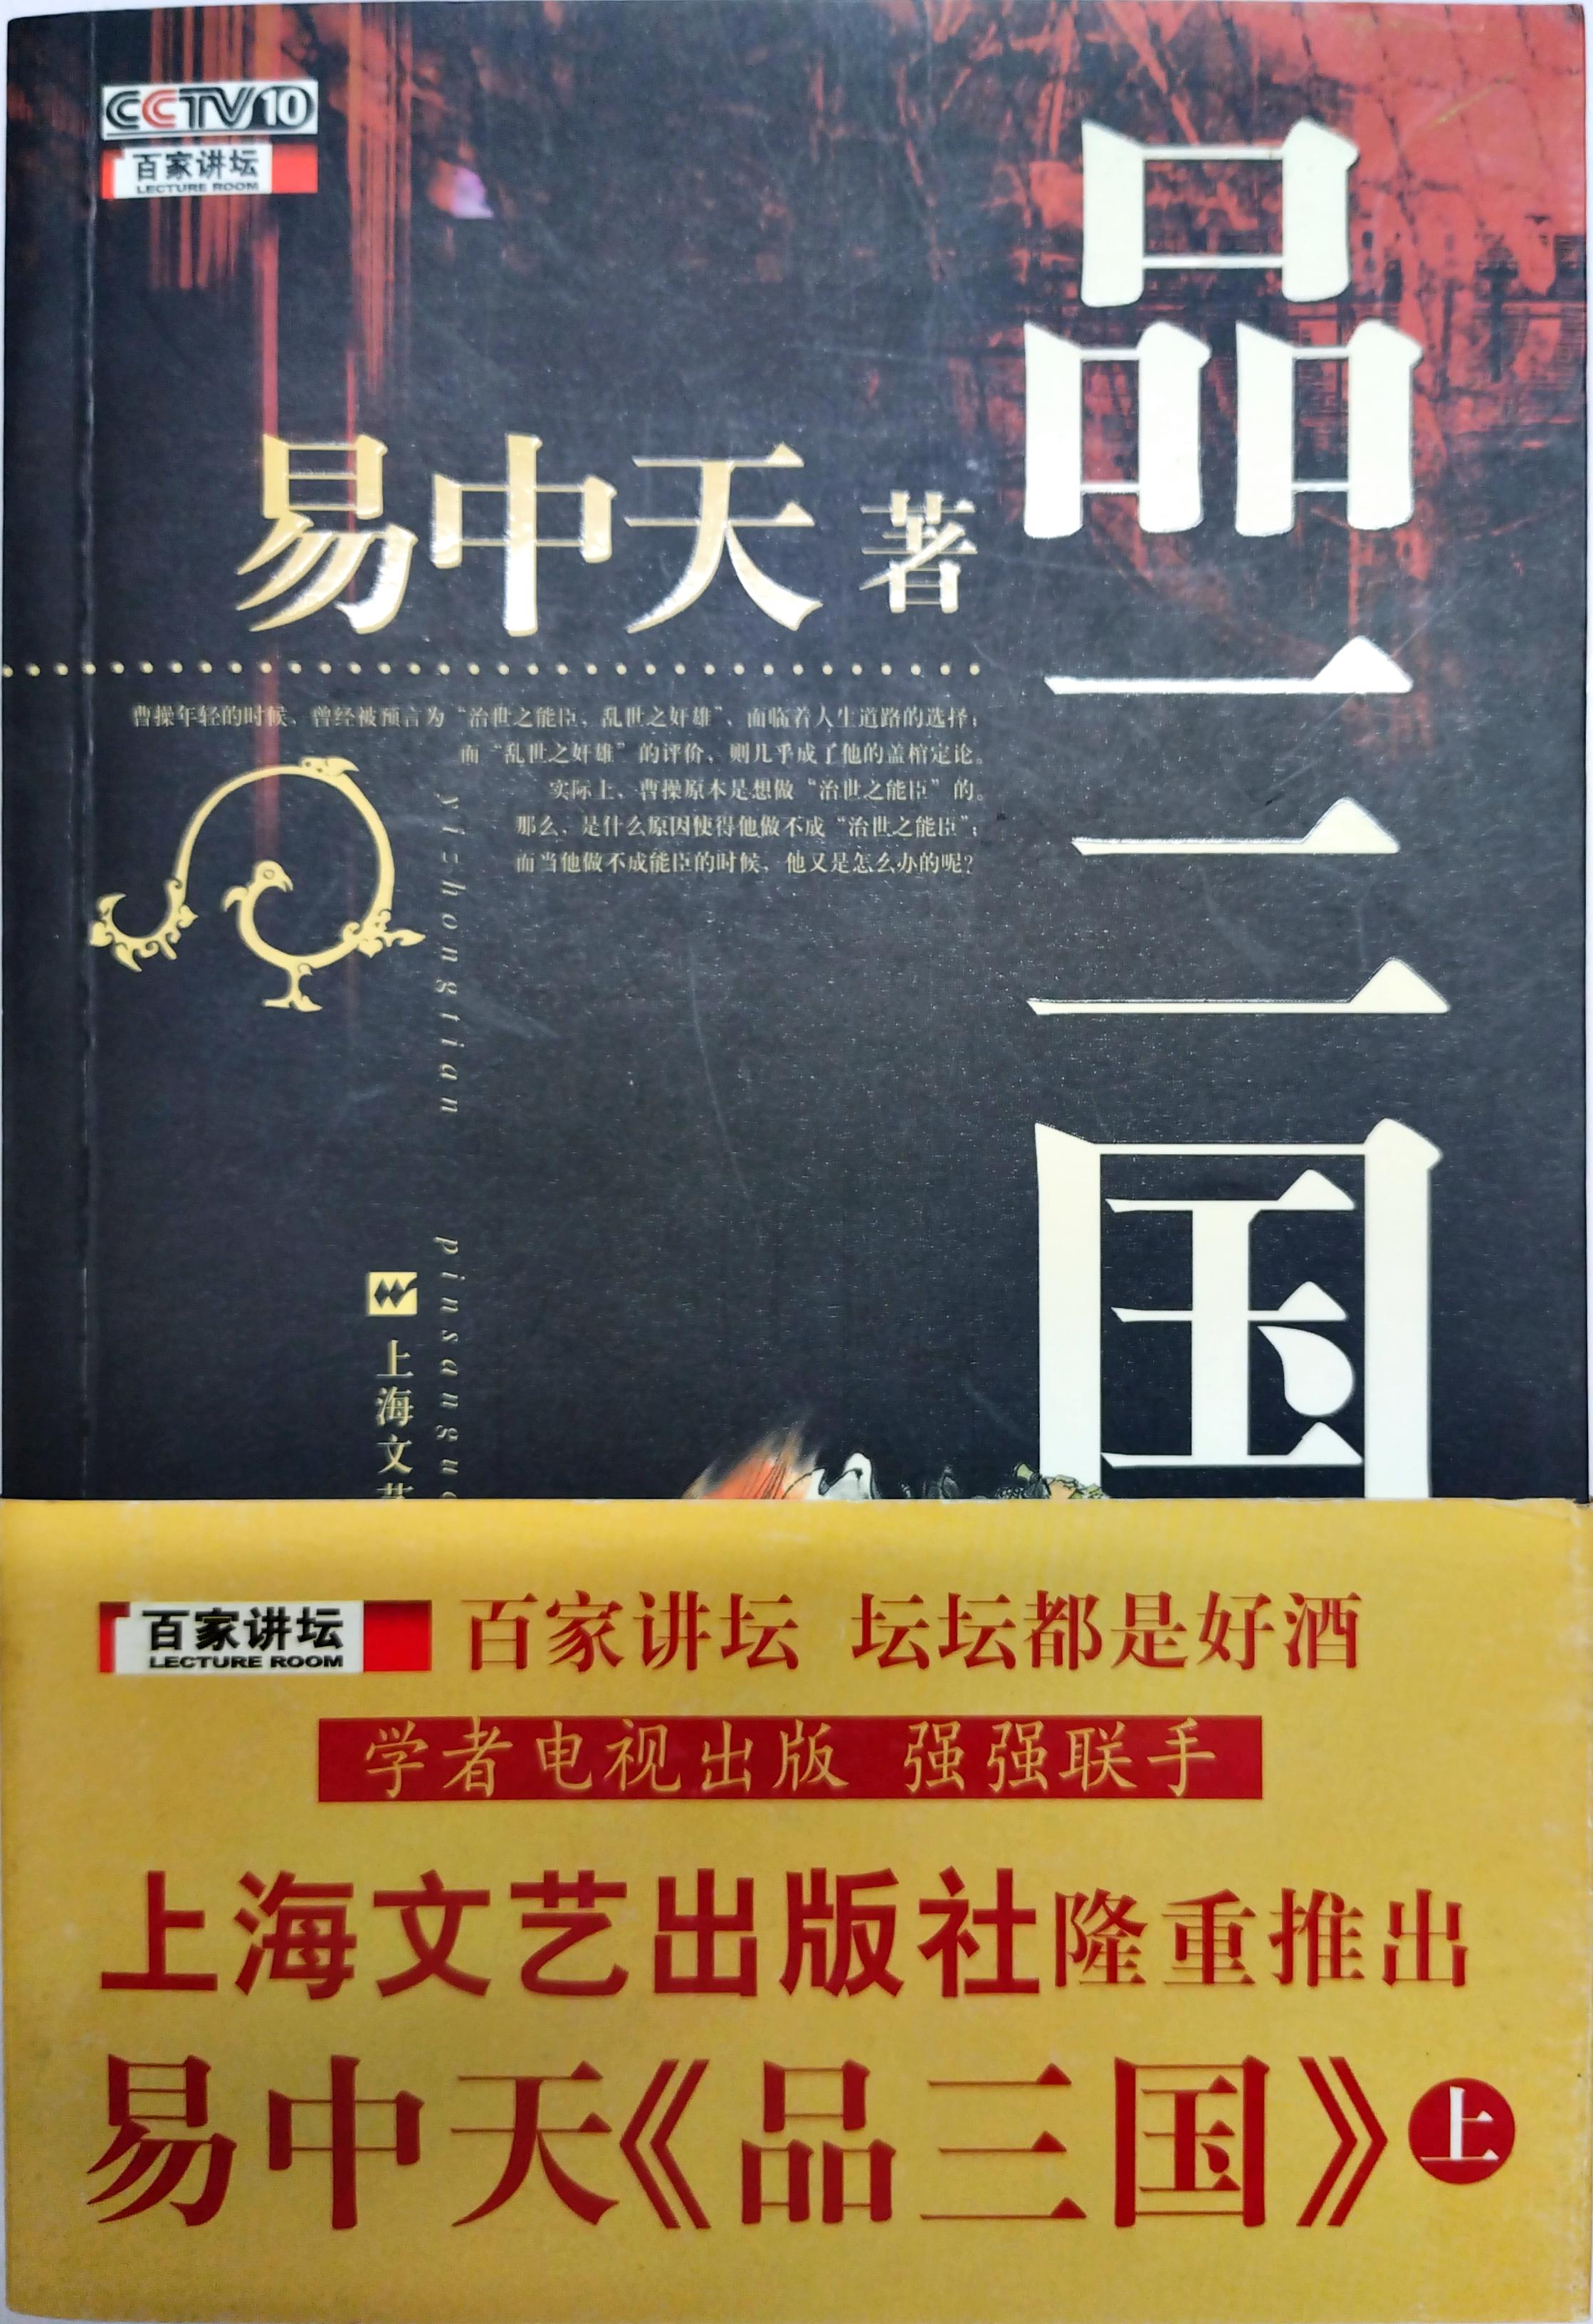 CCTV10
百家讲坛
LECTURE ROOM
品三国
易中天 著
曹操年轻的时候、曾经被预言为“治世之能臣，乱世之奸雄”、面临着人生道路的选择；
而“乱世之奸雄”的评价，则几乎成了他的盖棺定论。
实际上、曹操原本是想做“治世之能臣”的。
那么、是什么原因使得他做不成“治世之能臣”；
而当他做不成能臣的时候，他又是怎么办的呢？
yizhongtian pinsangu
上海文
百家讲坛
LECTURE ROOM
百家讲坛 坛坛都是好酒
学者电视出版 强强联手
上海文艺出版社隆重推出
易中天《品三国》上